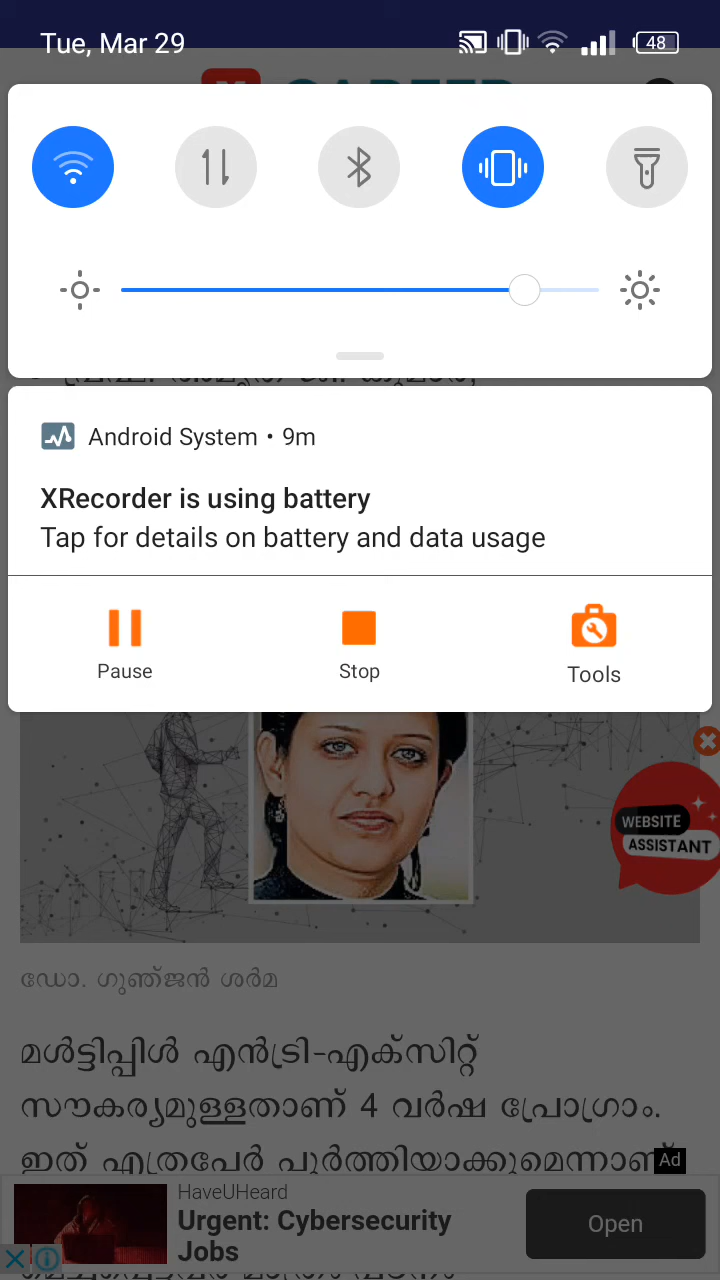 Tue, Mar 29
48
Android System • 9m
XRecorder is using battery
Tap for details on battery and data usage
Pause
Stop
Tools
WEBSITE
ASSISTANT
ഡോ. ഗുഞ്ജൻ ശർമ
മൾട്ടിപ്പിൾ എൻട്രി-എക്സിറ്റ്
സൗകര്യമുള്ളതാണ് 4 വർഷ പ്രോഗ്രാം.
ഇത് എത്രപേർ പൂർത്തിയാക്കുമെന്നാണ്
Ad
HaveUHeard
Urgent: Cybersecurity
Jobs
Open